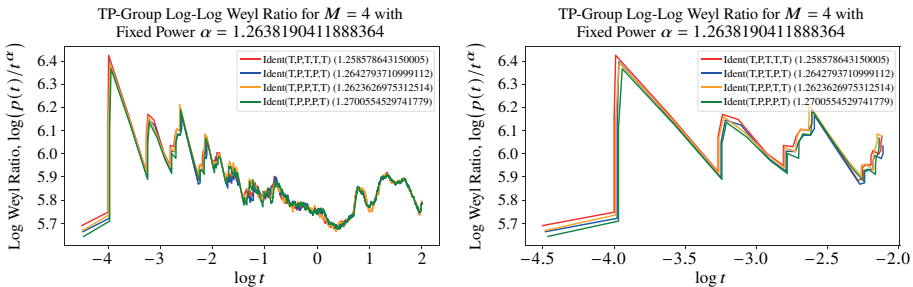 TP-Group Log-Log Weyl Ratio for M = 4 with
Fixed Power α = 1.2638190411888364
Log Weyl Ratio, log(p(t)/t^α)
6.4
6.3
6.2
6.1
6.0
5.9
5.8
5.7
Ident(T,P,T,T,T) (1.258578643150005)
Ident(T,P,T,P,T) (1.2642793710999112)
Ident(T,P,P,T,T) (1.2623626975312514)
Ident(T,P,P,P,T) (1.2700554529741779)
−4 −3 −2 −1 0 1 2
log t
TP-Group Log-Log Weyl Ratio for M = 4 with
Fixed Power α = 1.2638190411888364
Log Weyl Ratio, log(p(t)/t^α)
6.4
6.3
6.2
6.1
6.0
5.9
5.8
5.7
Ident(T,P,T,T,T) (1.258578643150005)
Ident(T,P,T,P,T) (1.2642793710999112)
Ident(T,P,P,T,T) (1.2623626975312514)
Ident(T,P,P,P,T) (1.2700554529741779)
−4.5 −4.0 −3.5 −3.0 −2.5 −2.0
log t